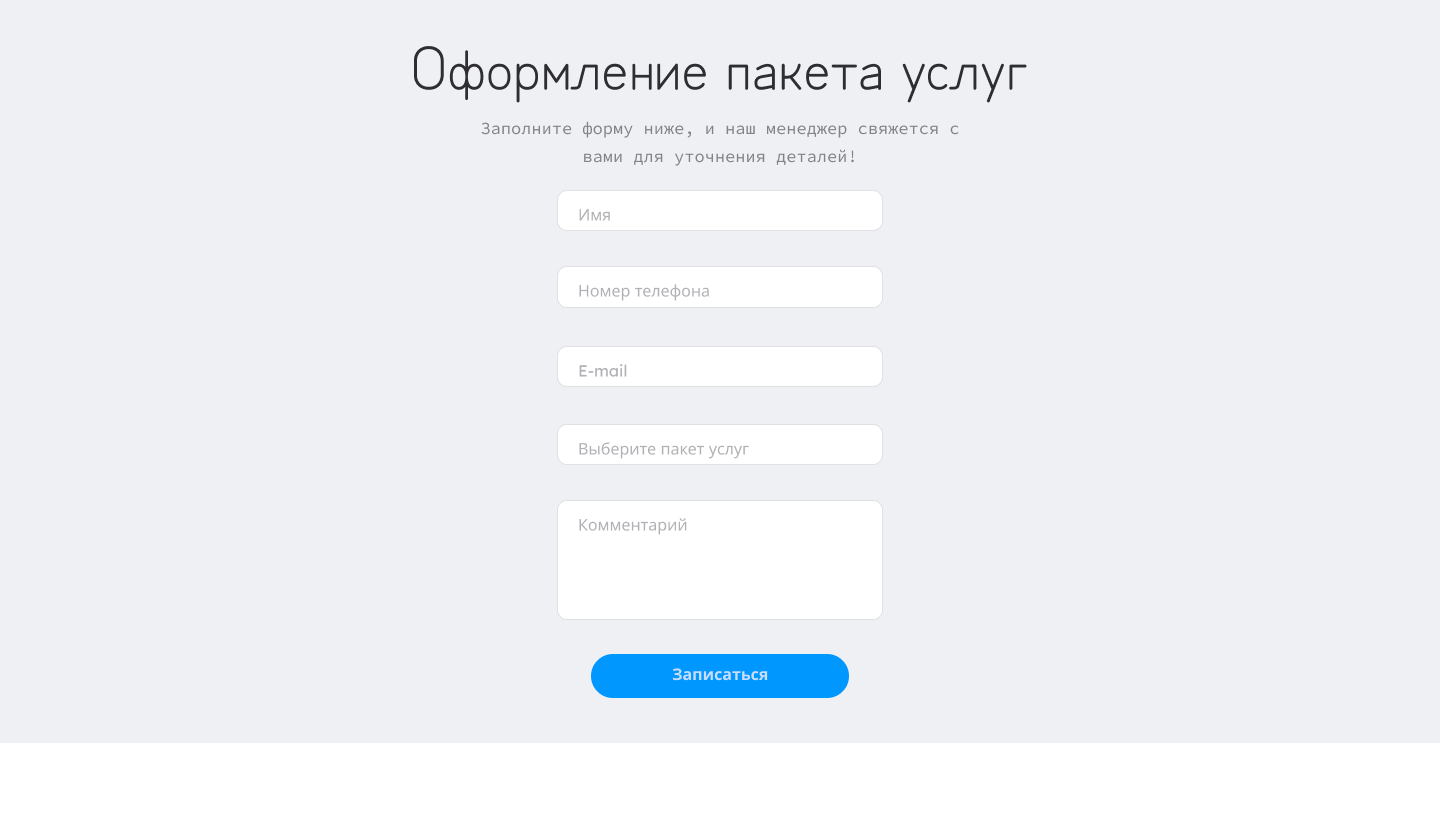 Оформление пакета услуг
Заполните форму ниже, и наш менеджер свяжется с
вами для уточнения деталей!
Имя
Номер телефона
E-mail
Выберите пакет услуг
Комментарий
Записаться